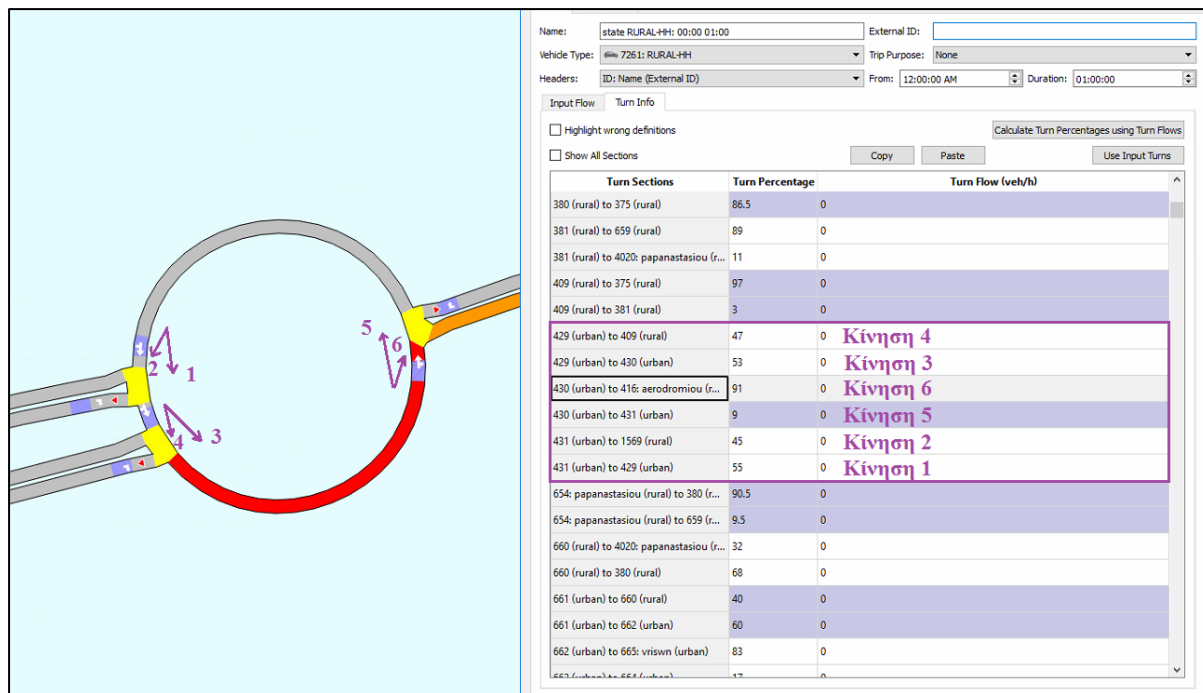 Name: state RURAL-HH: 00:00 01:00 External ID:
Vehicle Type: 7261: RURAL-HH Trip Purpose: None
Headers: ID: Name (External ID) From: 12:00:00 AM Duration: 01:00:00
Input Flow Turn Info
Highlight wrong definitions Calculate Turn Percentages using Turn Flows
Show All Sections Copy Paste Use Input Turns
Turn Sections Turn Percentage Turn Flow (veh/h)
380 (rural) to 375 (rural) 86.5 0
381 (rural) to 659 (rural) 89 0
381 (rural) to 4020: papanastasiou (r... 11 0
409 (rural) to 375 (rural) 97 0
409 (rural) to 381 (rural) 3 0
429 (urban) to 409 (rural) 47 0 Κίνηση 4
429 (urban) to 430 (urban) 53 0 Κίνηση 3
430 (urban) to 416: aerodromiou (r... 91 0 Κίνηση 6
430 (urban) to 431 (urban) 9 0 Κίνηση 5
431 (urban) to 1569 (rural) 45 0 Κίνηση 2
431 (urban) to 429 (urban) 55 0 Κίνηση 1
654: papanastasiou (rural) to 380 (r... 90.5 0
654: papanastasiou (rural) to 659 (r... 9.5 0
660 (rural) to 4020: papanastasiou (r... 32 0
660 (rural) to 380 (rural) 68 0
661 (urban) to 660 (rural) 40 0
661 (urban) to 662 (urban) 60 0
662 (urban) to 665: vriswn (urban) 83 0
5
6
2
1
4
3